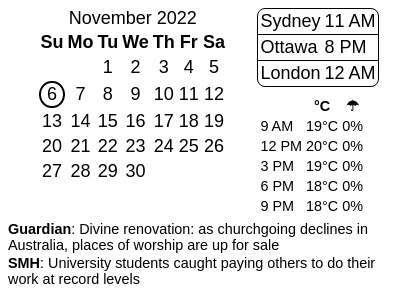 November 2022
Su Mo Tu We Th Fr Sa
1 2 3 4 5
6 7 8 9 10 11 12
13 14 15 16 17 18 19
20 21 22 23 24 25 26
27 28 29 30
Sydney 11 AM
Ottawa 8 PM
London 12 AM
°C ☂
9 AM 19°C 0%
12 PM 20°C 0%
3 PM 19°C 0%
6 PM 18°C 0%
9 PM 18°C 0%
Guardian: Divine renovation: as churchgoing declines in
Australia, places of worship are up for sale
SMH: University students caught paying others to do their
work at record levels